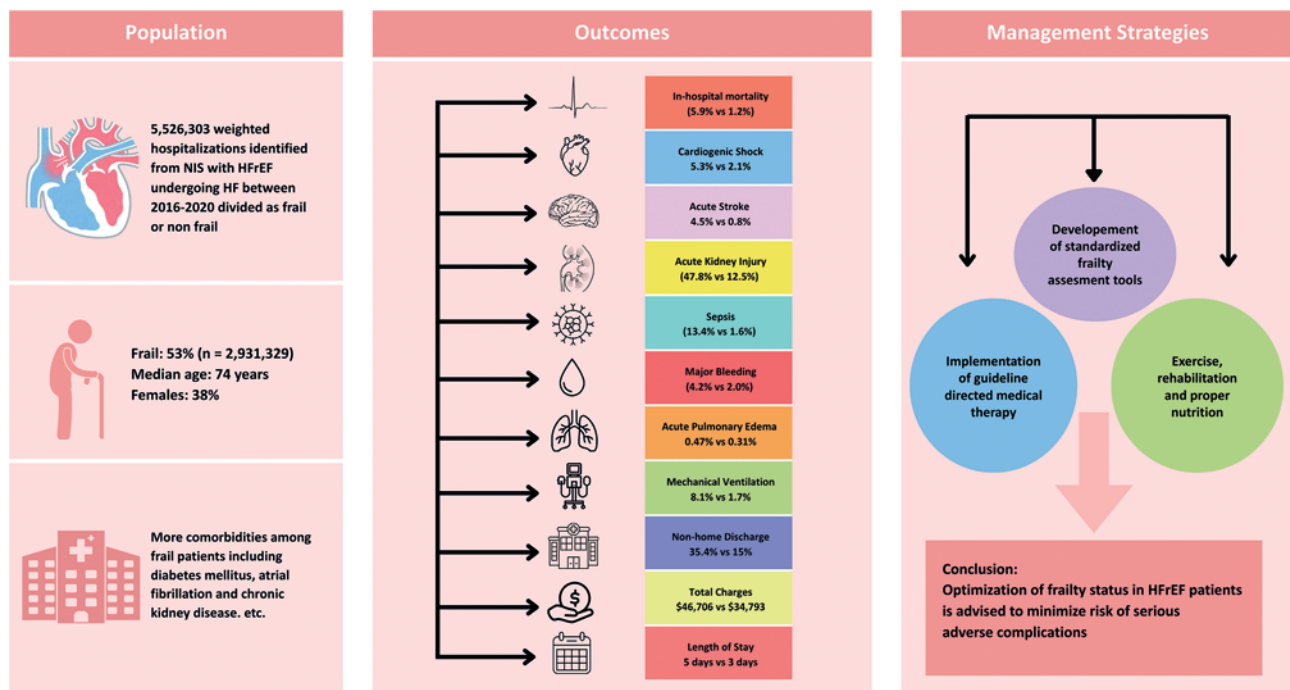 Population
5,526,303 weighted
hospitalizations identified
from NIS with HFrEF
undergoing HF between
2016-2020 divided as frail
or non frail
Frail: 53% (n = 2,931,329)
Median age: 74 years
Females: 38%
More comorbidities among
frail patients including
diabetes mellitus, atrial
fibrillation and chronic
kidney disease. etc.
Outcomes
In-hospital mortality
(5.9% vs 1.2%)
Cardiogenic Shock
5.3% vs 2.1%
Acute Stroke
4.5% vs 0.8%
Acute Kidney Injury
(47.8% vs 12.5%)
Sepsis
(13.4% vs 1.6%)
Major Bleeding
(4.2% vs 2.0%)
Acute Pulmonary Edema
0.47% vs 0.31%
Mechanical Ventilation
8.1% vs 1.7%
Non-home Discharge
35.4% vs 15%
$
Total Charges
$46,706 vs $34,793
Length of Stay
5 days vs 3 days
Management Strategies
Developement
of standardized
frailty
assesment tools
Implementation
of guideline
directed medical
therapy
Exercise,
rehabilitation
and proper
nutrition
Conclusion:
Optimization of frailty status in HFrEF patients
is advised to minimize risk of serious
adverse complications